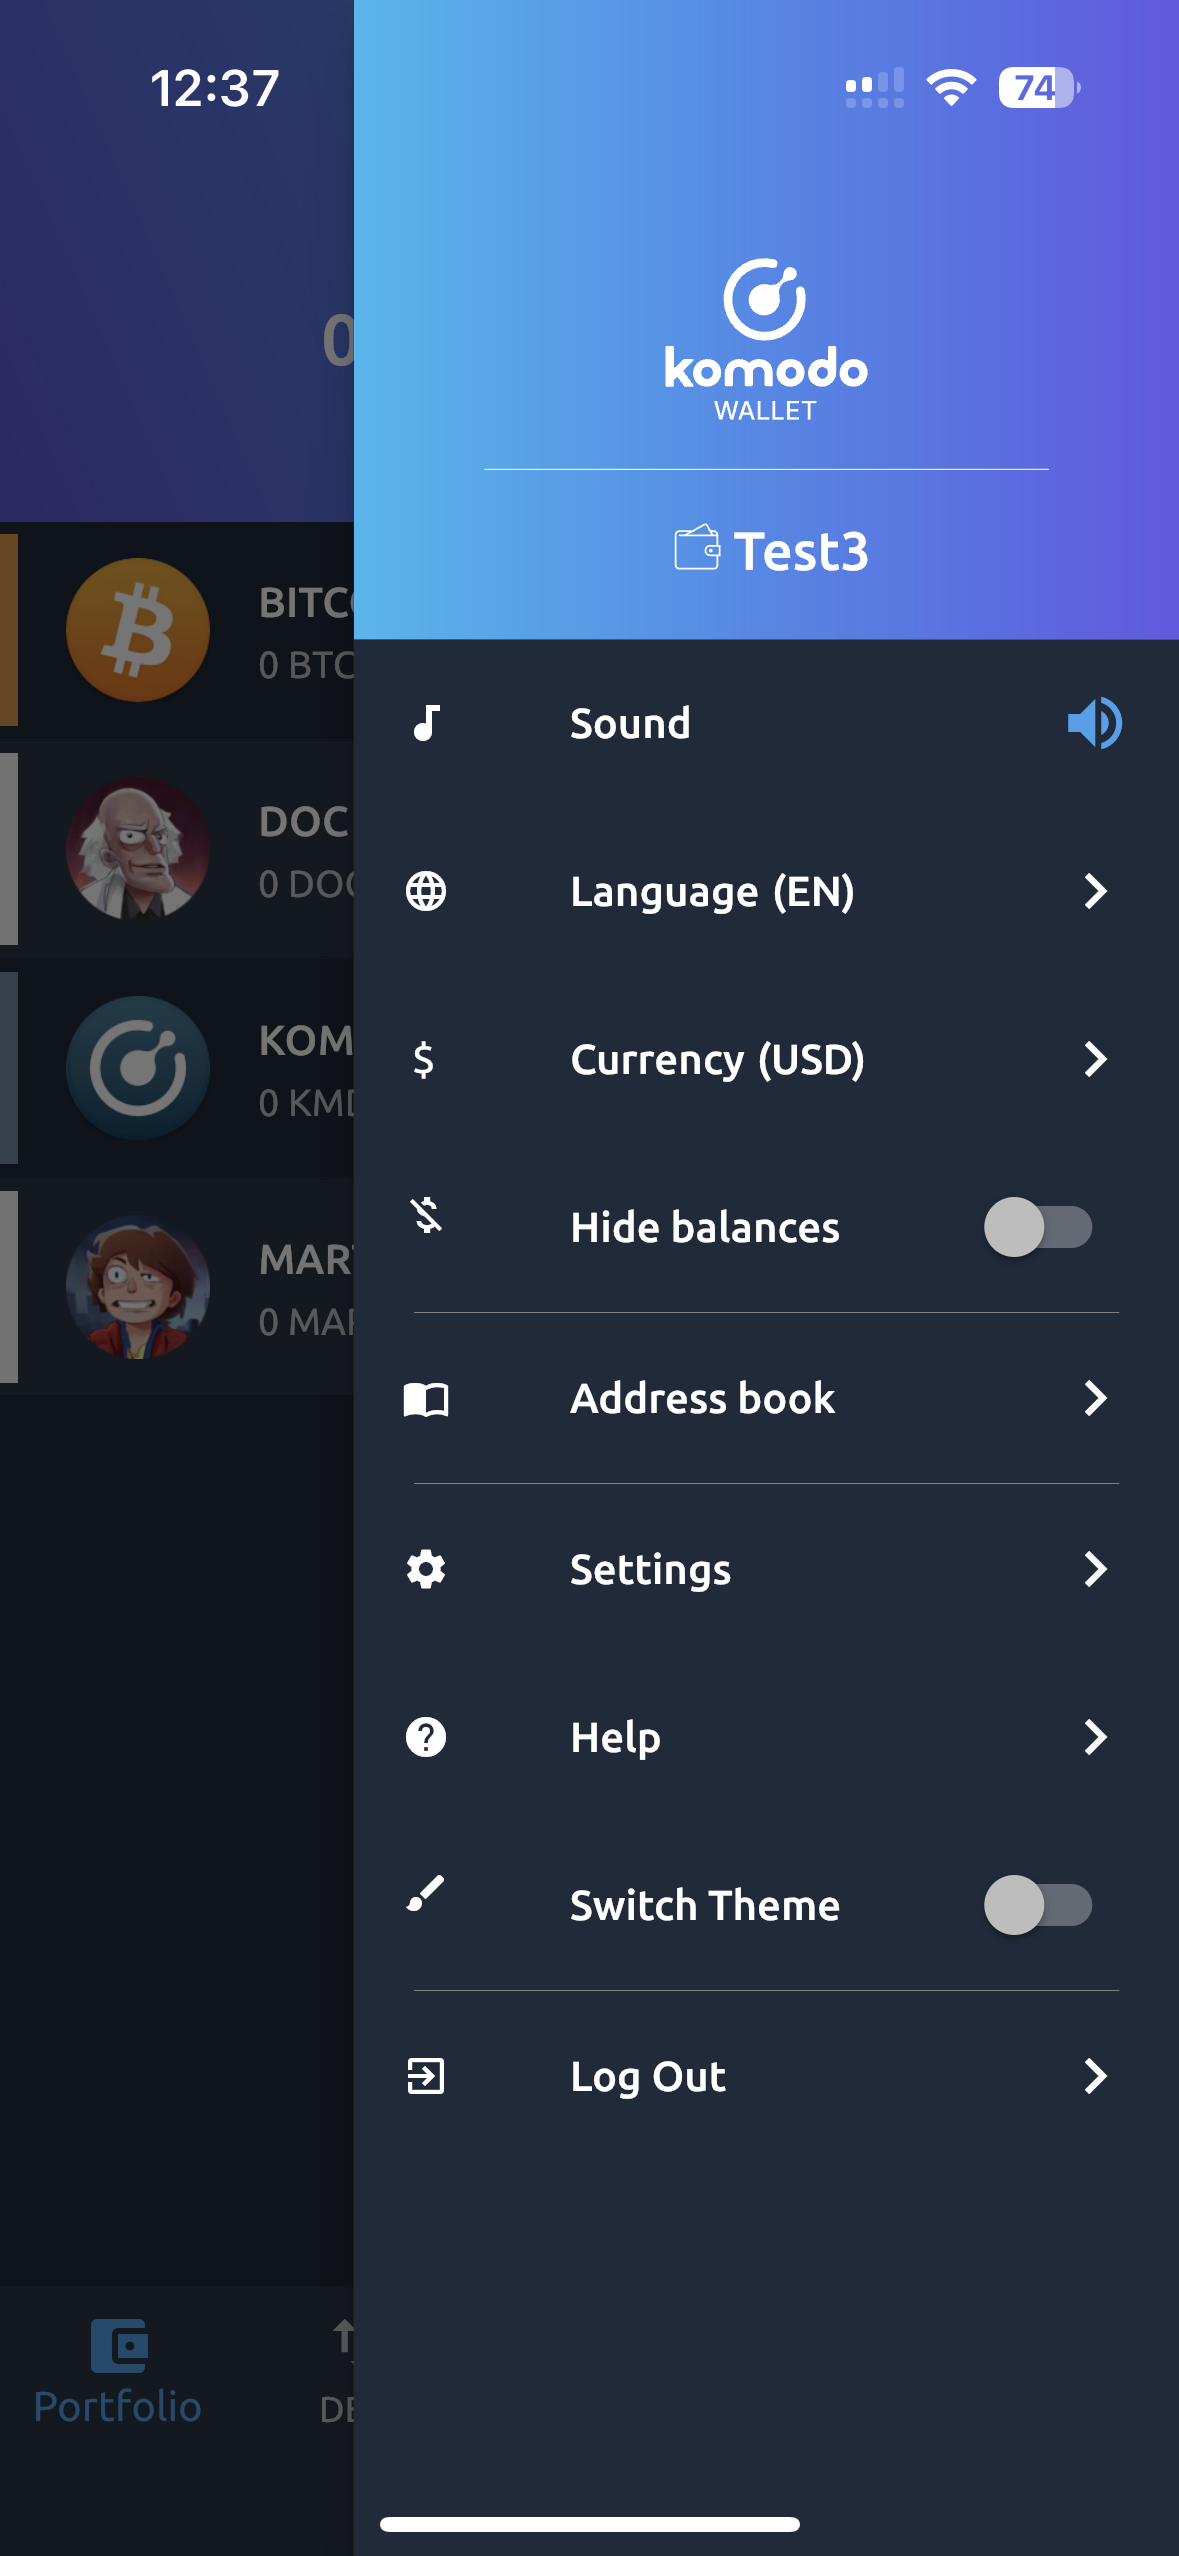 12:37
74
0
komodo
WALLET
Test3
BITC
0 BTC
DOC
0 DOC
KOM
0 KMD
MART
0 MAR
Sound
Language (EN)
$
Currency (USD)
Hide balances
Address book
Settings
?
Help
Switch Theme
Log Out
Portfolio
DE